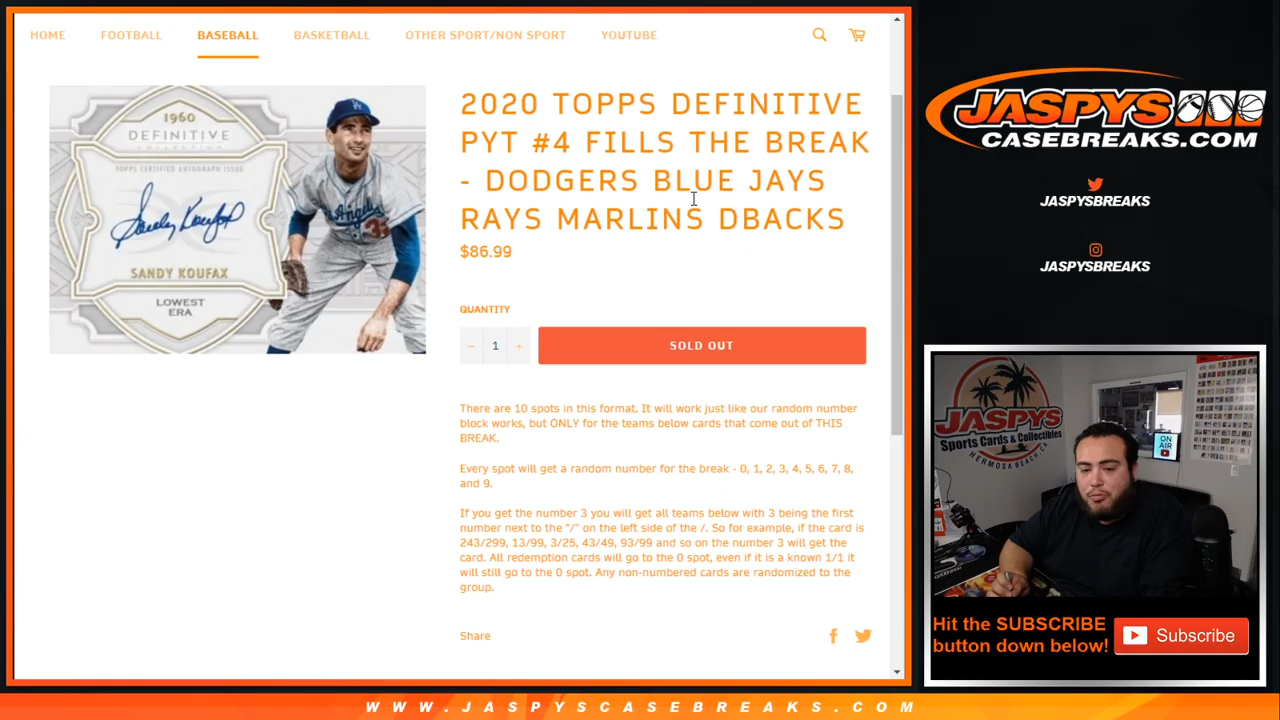 HOME FOOTBALL BASEBALL BASKETBALL OTHER SPORT/NON SPORT YOUTUBE
1960
DEFINITIVE
COLLECTION
TOPPS CERTIFIED AUTOGRAPH ISSUE
Sandy Koufax
SANDY KOUFAX
LOWEST
ERA
2020 TOPPS DEFINITIVE
PYT #4 FILLS THE BREAK
- DODGERS BLUE JAYS
RAYS MARLINS DBACKS
$86.99
QUANTITY
− 1 +
SOLD OUT
There are 10 spots in this format. It will work just like our random number
block works, but ONLY for the teams below cards that come out of THIS
BREAK.
Every spot will get a random number for the break - 0, 1, 2, 3, 4, 5, 6, 7, 8,
and 9.
If you get the number 3 you will get all teams below with 3 being the first
number next to the "/" on the left side of the /. So for example, if the card is
243/299, 13/99, 3/25, 43/49, 93/99 and so on the number 3 will get the
card. All redemption cards will go to the 0 spot, even if it is a known 1/1 it
will still go to the 0 spot. Any non-numbered cards are randomized to the
group.
Share
JASPYS
CASEBREAKS.COM
JASPYSBREAKS
JASPYSBREAKS
JASPYS
Sports Cards & Collectibles
HERMOSA BEACH, CA
ON
AIR
Hit the SUBSCRIBE
button down below!
Subscribe
WWW.JASPYSCASEBREAKS.COM